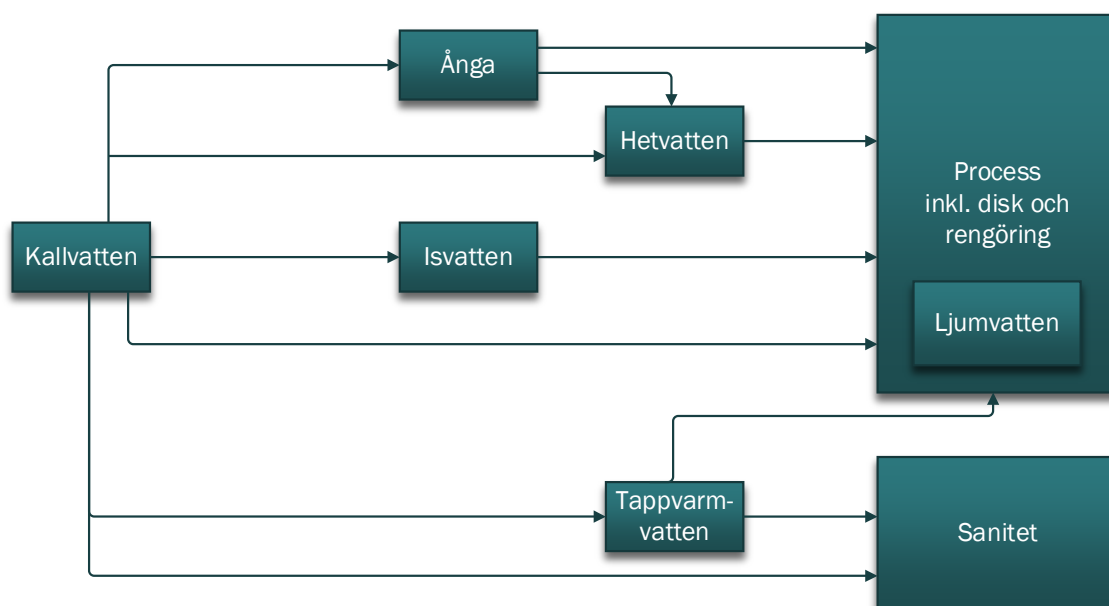 Ånga
Hetvatten
Process
inkl. disk och
rengöring
Kallvatten
Isvatten
Ljumvatten
Tappvarm-
vatten
Sanitet